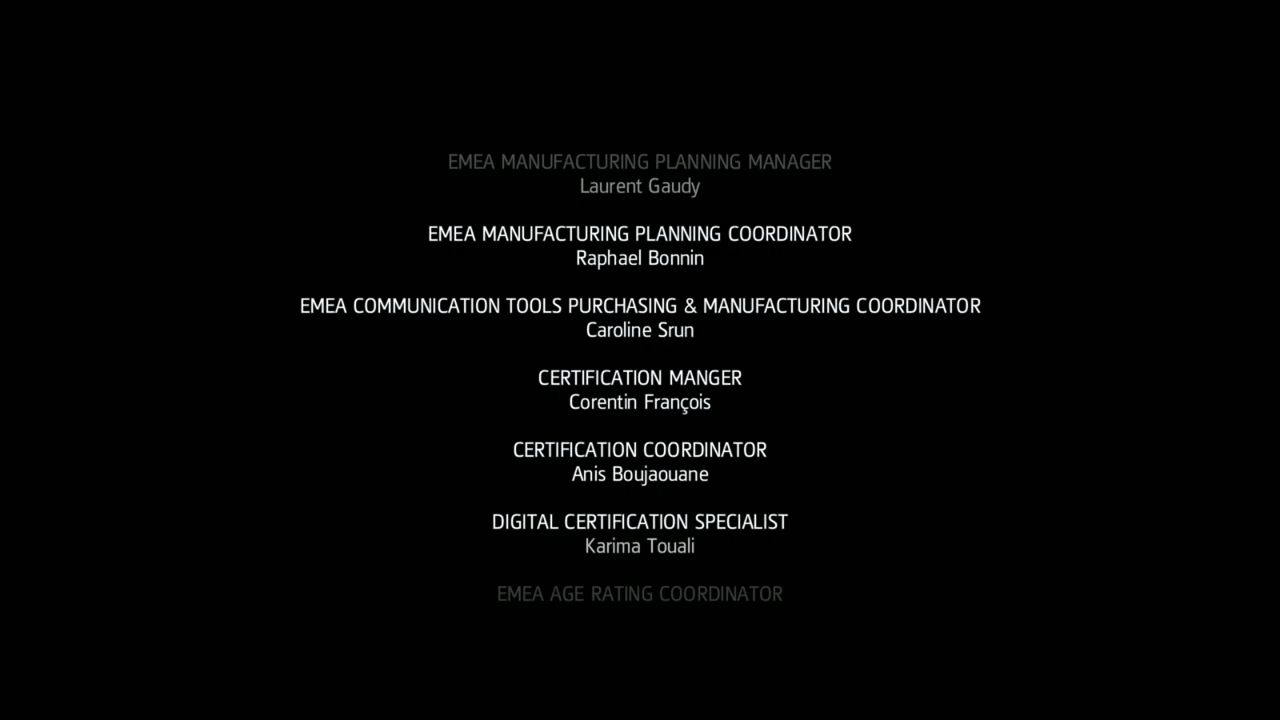 EMEA MANUFACTURING PLANNING MANAGER
Laurent Gaudy
EMEA MANUFACTURING PLANNING COORDINATOR
Raphael Bonnin
EMEA COMMUNICATION TOOLS PURCHASING & MANUFACTURING COORDINATOR
Caroline Srun
CERTIFICATION MANGER
Corentin François
CERTIFICATION COORDINATOR
Anis Boujaouane
DIGITAL CERTIFICATION SPECIALIST
Karima Touali
EMEA AGE RATING COORDINATOR